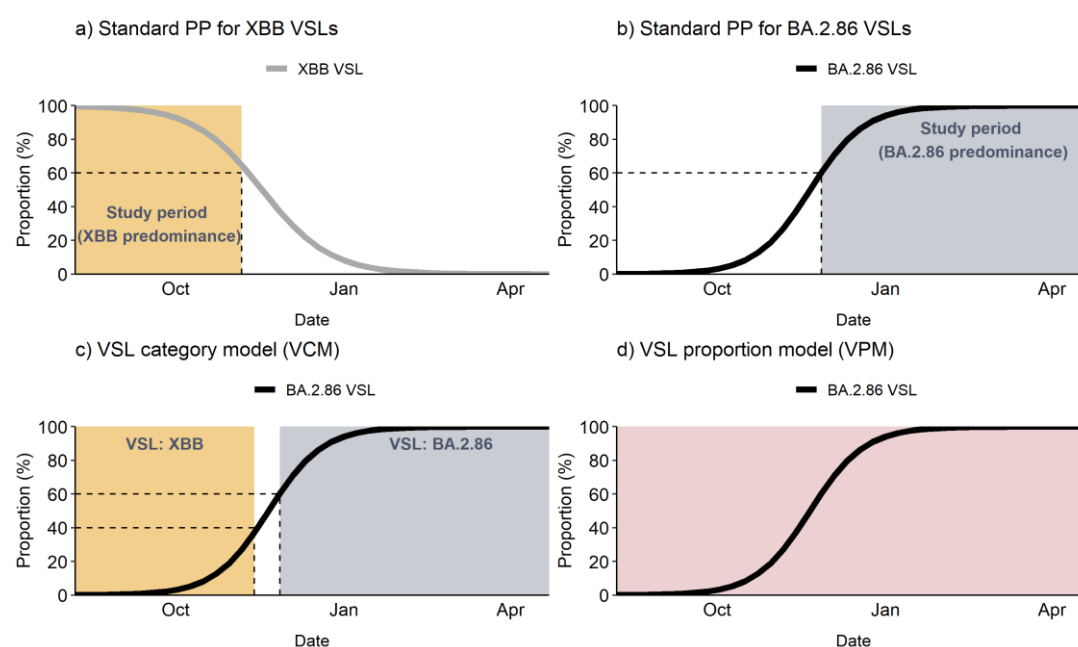 a) Standard PP for XBB VSLs
XBB VSL
Proportion (%)
100
80
60
40
20
0
Study period
(XBB predominance)
Oct
Jan
Apr
Date
b) Standard PP for BA.2.86 VSLs
BA.2.86 VSL
Proportion (%)
100
80
60
40
20
0
Study period
(BA.2.86 predominance)
Oct
Jan
Apr
Date
c) VSL category model (VCM)
BA.2.86 VSL
Proportion (%)
100
80
60
40
20
0
VSL: XBB
VSL: BA.2.86
Oct
Jan
Apr
Date
d) VSL proportion model (VPM)
BA.2.86 VSL
Proportion (%)
100
80
60
40
20
0
Oct
Jan
Apr
Date